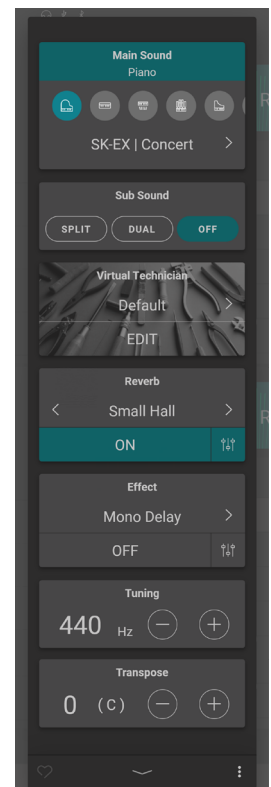 Main Sound
Piano
SK-EX | Concert
Sub Sound
SPLIT DUAL OFF
Virtual Technician
Default
EDIT
Reverb
Small Hall
ON
Effect
Mono Delay
OFF
Tuning
440 Hz
Transpose
0 (C)